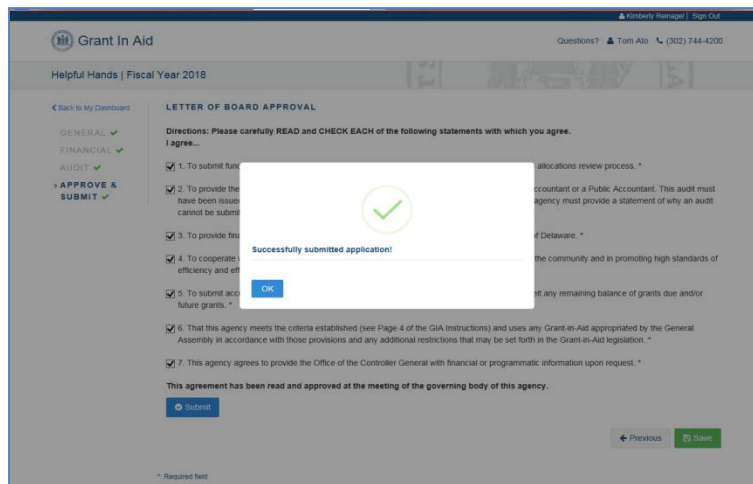 Kimberly Remagel | Sign Out
Grant In Aid
Questions? Tom Ato (302) 744-4200
Helpful Hands | Fiscal Year 2018
Back to My Dashboard
LETTER OF BOARD APPROVAL
GENERAL
FINANCIAL
AUDIT
APPROVE &
SUBMIT
Directions: Please carefully READ and CHECK EACH of the following statements with which you agree.
I agree...
1. To submit allocations review process. *
2. To provide the ccountant or a Public Accountant. This audit must
have been issue agency must provide a statement of why an audit
cannot be submi
3. To provide fina of Delaware. *
4. To cooperate the community and in promoting high standards of
efficiency and
5. To submit acc any remaining balance of grants due and/or
future grants. *
6. That this agency meets the criteria established (see Page 4 of the GIA Instructions) and uses any Grant-in-Aid appropriated by the General
Assembly in accordance with those provisions and any additional restrictions that may be set forth in the Grant-in-Aid legislation. *
7. This agency agrees to provide the Office of the Controller General with financial or programmatic information upon request. *
This agreement has been read and approved at the meeting of the governing body of this agency.
Submit
Successfully submitted application!
OK
Previous
Save
*: Required field